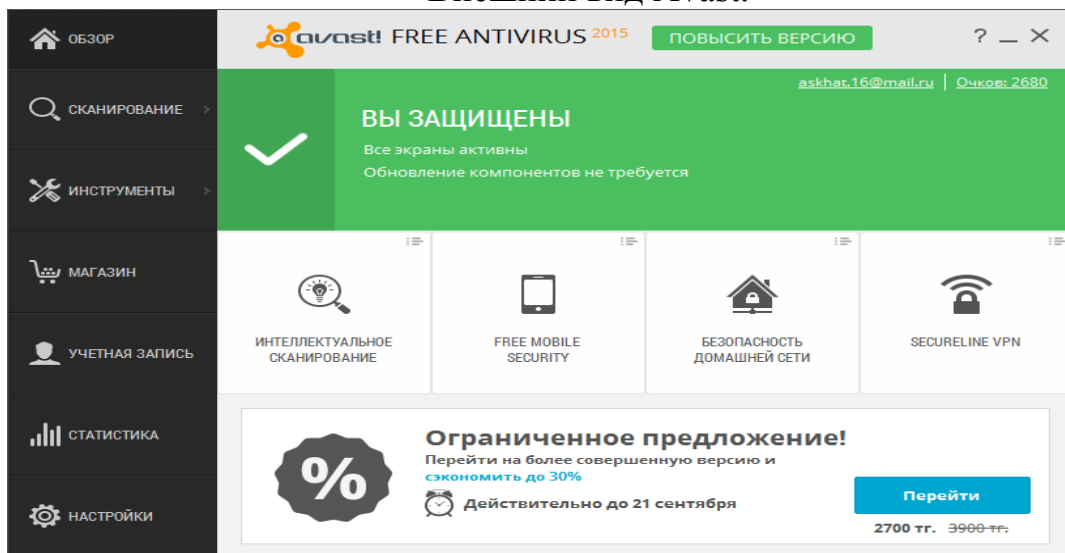 Внешний вид Avast.
ОБЗОР
СКАНИРОВАНИЕ >
ИНСТРУМЕНТЫ >
МАГАЗИН
УЧЕТНАЯ ЗАПИСЬ
СТАТИСТИКА
НАСТРОЙКИ
avast! FREE ANTIVIRUS 2015
ПОВЫСИТЬ ВЕРСИЮ
?
askhat.16@mail.ru | Очков: 2680
ВЫ ЗАЩИЩЕНЫ
Все экраны активны
Обновление компонентов не требуется
ИНТЕЛЛЕКТУАЛЬНОЕ
СКАНИРОВАНИЕ
FREE MOBILE
SECURITY
БЕЗОПАСНОСТЬ
ДОМАШНЕЙ СЕТИ
SECURELINE VPN
%
Ограниченное предложение!
Перейти на более совершенную версию и
сэкономить до 30%
Действительно до 21 сентября
Перейти
2700 тг. 3900 тг.